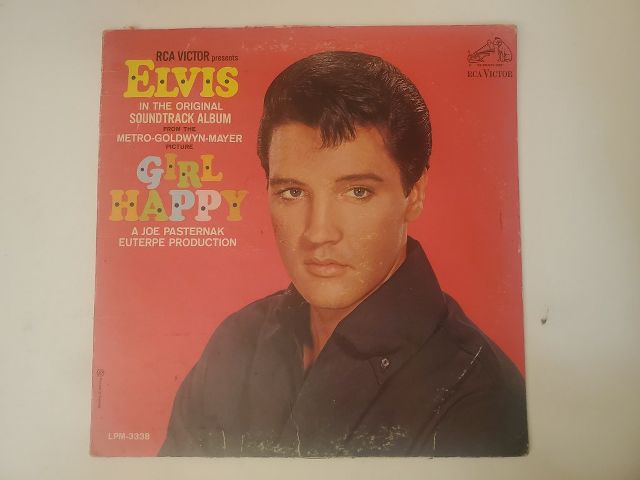 RCA VICTOR presents
ELVIS
IN THE ORIGINAL
SOUNDTRACK ALBUM
FROM THE
METRO-GOLDWYN-MAYER
PICTURE
GIRL
HAPPY
A JOE PASTERNAK
EUTERPE PRODUCTION
RCA VICTOR
LPM-3338